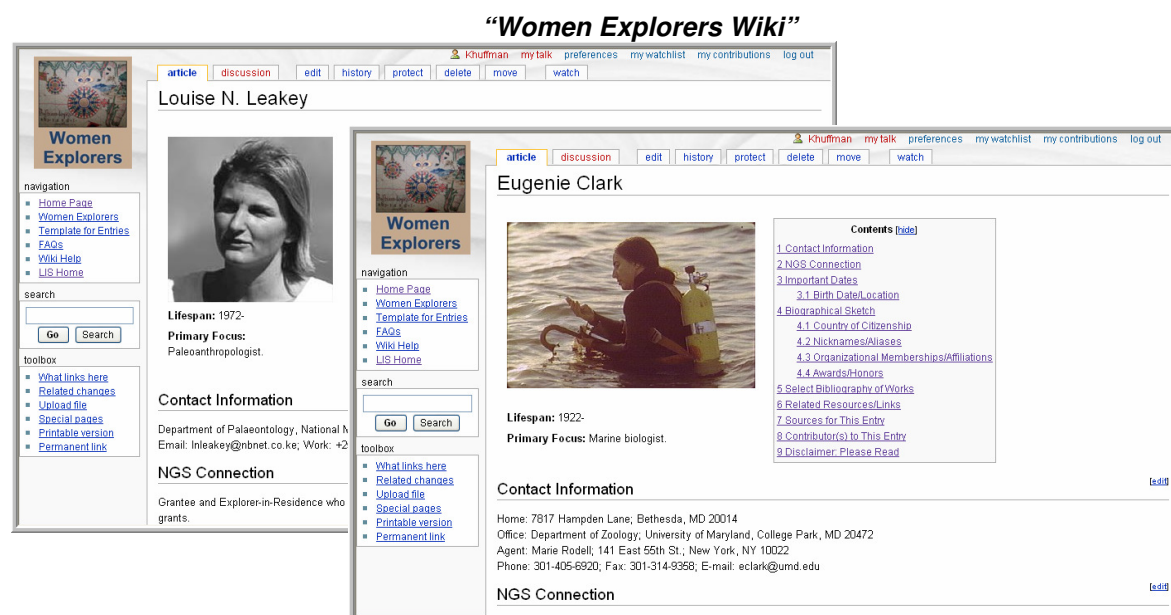 “Women Explorers Wiki”
Khuffman my talk preferences my watchlist my contributions log out
article discussion edit history protect delete move watch
Women
Explorers
Louise N. Leakey
navigation
Home Page
Women Explorers
Template for Entries
FAQs
Wiki Help
LIS Home
search
Go Search
toolbox
What links here
Related changes
Upload file
Special pages
Printable version
Permanent link
Lifespan: 1972-
Primary Focus:
Paleoanthropologist.
Contact Information
Department of Palaeontology, National M
Email: lnleakey@nbnet.co.ke; Work: +2
NGS Connection
Grantee and Explorer-in-Residence who
grants.
Khuffman my talk preferences my watchlist my contributions log out
article discussion edit history protect delete move watch
Women
Explorers
Eugenie Clark
navigation
Home Page
Women Explorers
Template for Entries
FAQs
Wiki Help
LIS Home
search
Go Search
toolbox
What links here
Related changes
Upload file
Special pages
Printable version
Permanent link
Contents [hide]
1 Contact Information
2 NGS Connection
3 Important Dates
3.1 Birth Date/Location
4 Biographical Sketch
4.1 Country of Citizenship
4.2 Nicknames/Aliases
4.3 Organizational Memberships/Affiliations
4.4 Awards/Honors
5 Select Bibliography of Works
6 Related Resources/Links
7 Sources for This Entry
8 Contributor(s) to This Entry
9 Disclaimer: Please Read
Lifespan: 1922-
Primary Focus: Marine biologist.
Contact Information [edit]
Home: 7817 Hampden Lane; Bethesda, MD 20014
Office: Department of Zoology; University of Maryland, College Park, MD 20472
Agent: Marie Rodell; 141 East 55th St.; New York, NY 10022
Phone: 301-405-6920; Fax: 301-314-9358; E-mail: eclark@umd.edu
NGS Connection [edit]